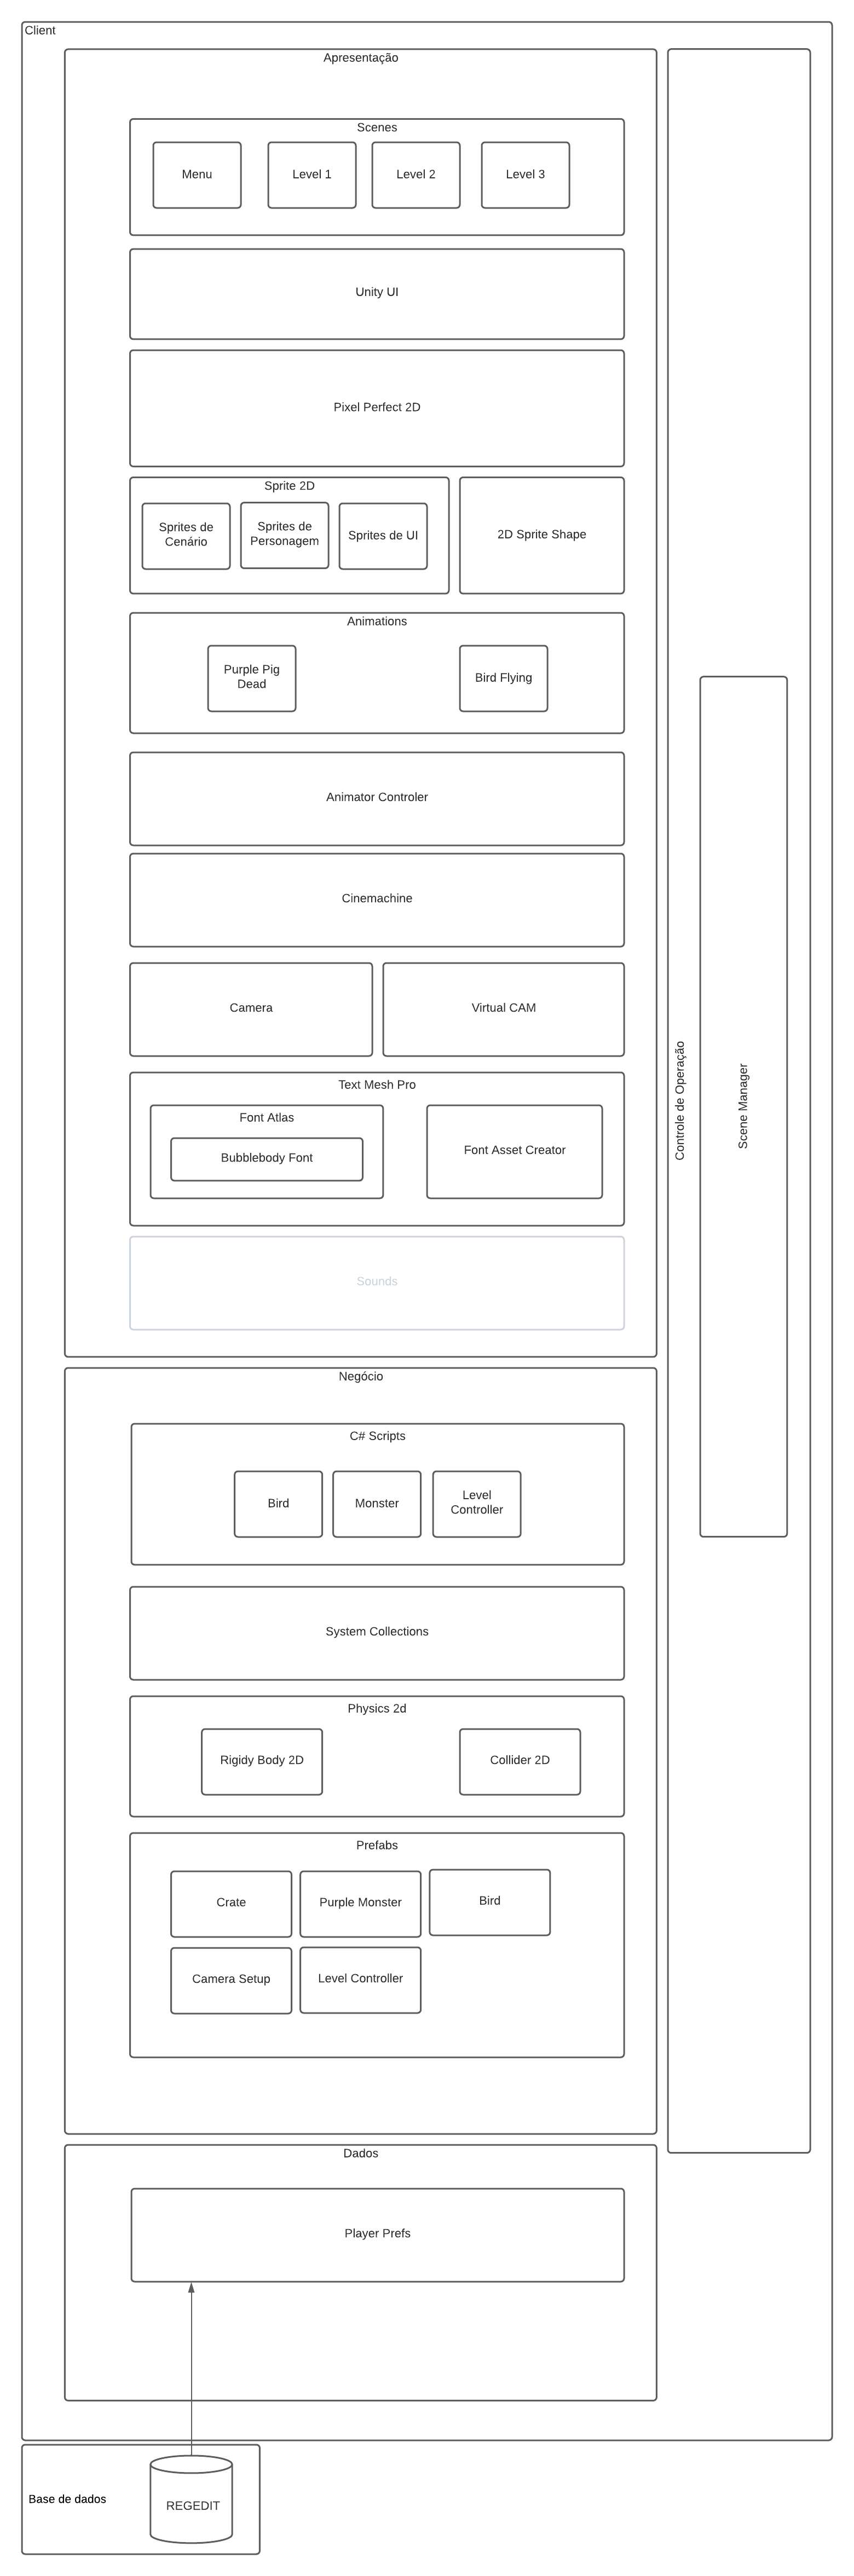 Client
Apresentação
Scenes
Menu
Level 1
Level 2
Level 3
Unity UI
Pixel Perfect 2D
Sprite 2D
Sprites de
Cenário
Sprites de
Personagem
Sprites de UI
2D Sprite Shape
Animations
Purple Pig
Dead
Bird Flying
Animator Controler
Cinemachine
Camera
Virtual CAM
Text Mesh Pro
Font Atlas
Bubblebody Font
Font Asset Creator
Sounds
Controle de Operação
Scene Manager
Negócio
C# Scripts
Bird
Monster
Level
Controller
System Collections
Physics 2d
Rigidy Body 2D
Collider 2D
Prefabs
Crate
Purple Monster
Bird
Camera Setup
Level Controller
Dados
Player Prefs
Base de dados
REGEDIT